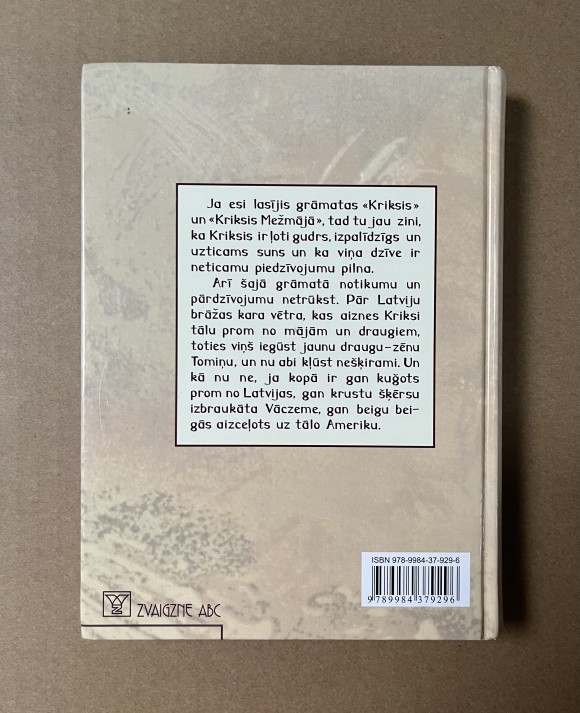 Ja esi lasījis grāmatas «Kriksis»
un «Kriksis Mežmājā», tad tu jau zini,
ka Kriksis ir ļoti gudrs, izpalīdzīgs un
uzticams suns un ka viņa dzīve ir
neticamu piedzīvojumu pilna.
Arī šajā grāmatā notikumu un
pārdzīvojumu netrūkst. Pār Latviju
brāžas kara vētra, kas aiznes Kriksi
tālu prom no mājām un draugiem,
toties viņš iegūst jaunu draugu-zēnu
Tomiņu, un nu abi kļūst nešķirami. Un
kā nu ne, ja kopā ir gan kuģots
prom no Latvijas, gan krustu šķērsu
izbraukāta Vāczeme, gan beigu bei-
gās aizceļots uz tālo Ameriku.
ISBN 978-9984-37-929-6
9 789984 379296
ZVAIGZNE ABC